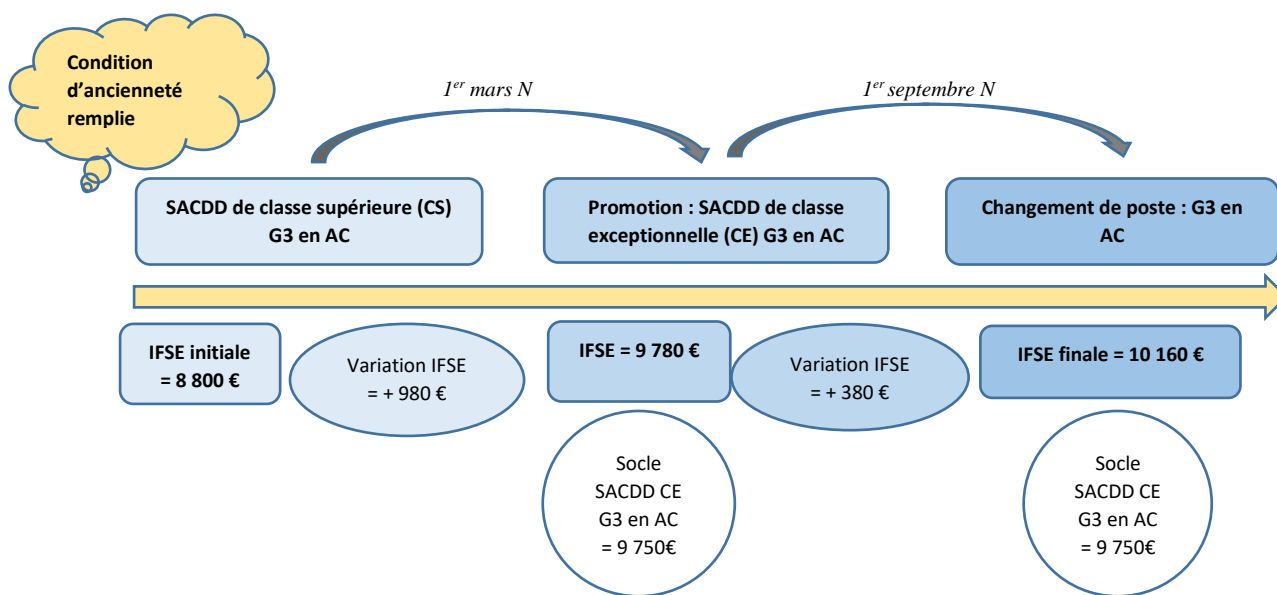 Condition
d'ancienneté
remplie
1er mars N
1er septembre N
SACDD de classe supérieure (CS)
G3 en AC
Promotion : SACDD de classe
exceptionnelle (CE) G3 en AC
Changement de poste : G3 en
AC
IFSE initiale
= 8 800 €
Variation IFSE
= + 980 €
IFSE = 9 780 €
Variation IFSE
= + 380 €
IFSE finale = 10 160 €
Socle
SACDD CE
G3 en AC
= 9 750€
Socle
SACDD CE
G3 en AC
= 9 750€